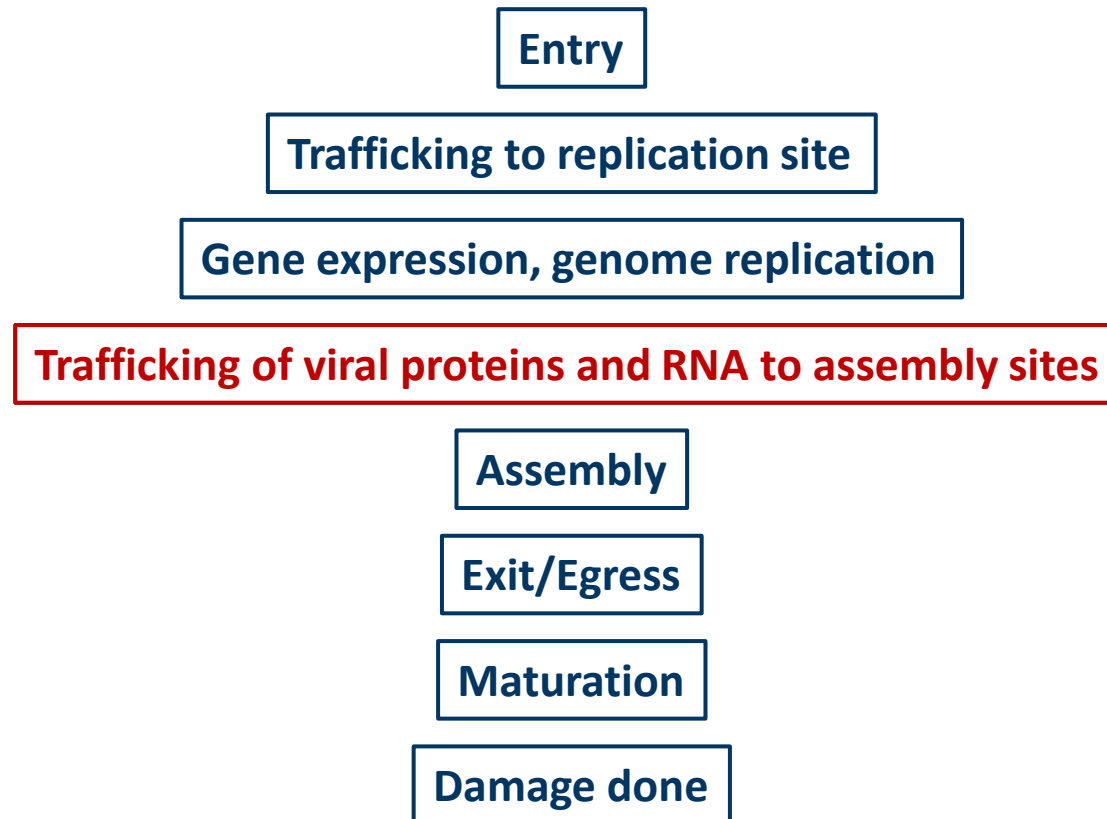 Entry
Trafficking to replication site
Gene expression, genome replication
Trafficking of viral proteins and RNA to assembly sites
Assembly
Exit/Egress
Maturation
Damage done